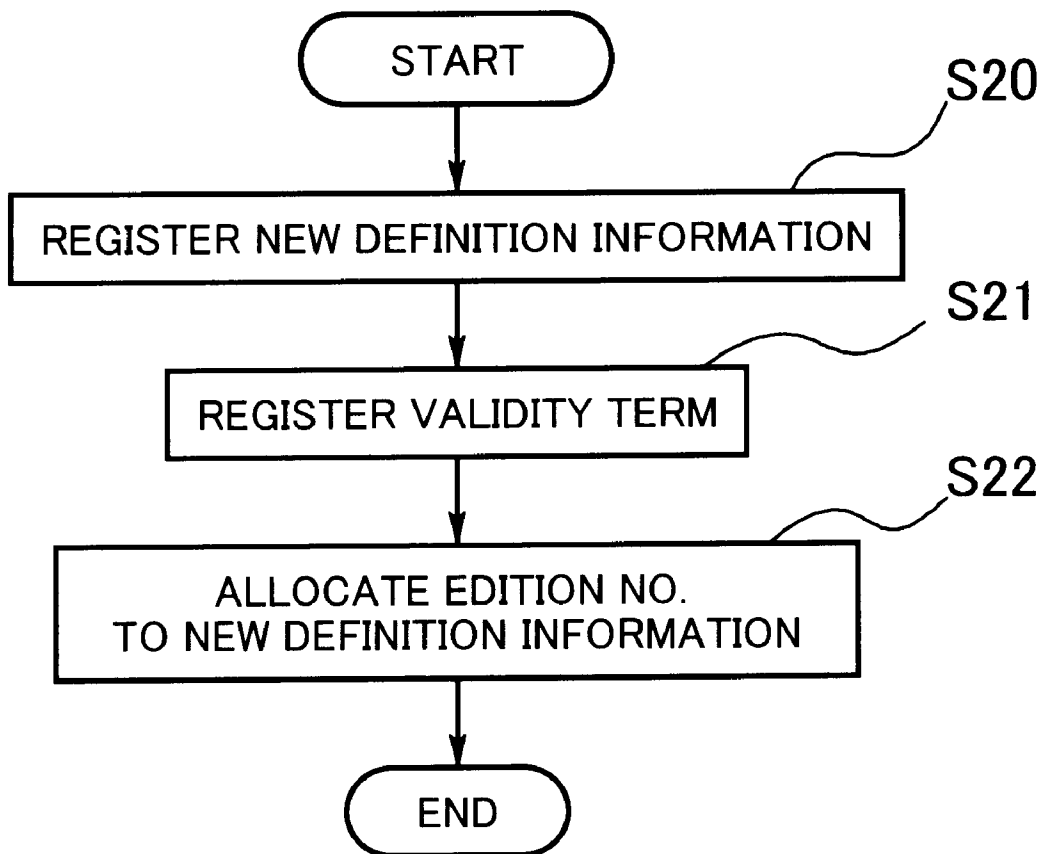 START
S20
REGISTER NEW DEFINITION INFORMATION
S21
REGISTER VALIDITY TERM
S22
ALLOCATE EDITION NO.
TO NEW DEFINITION INFORMATION
END